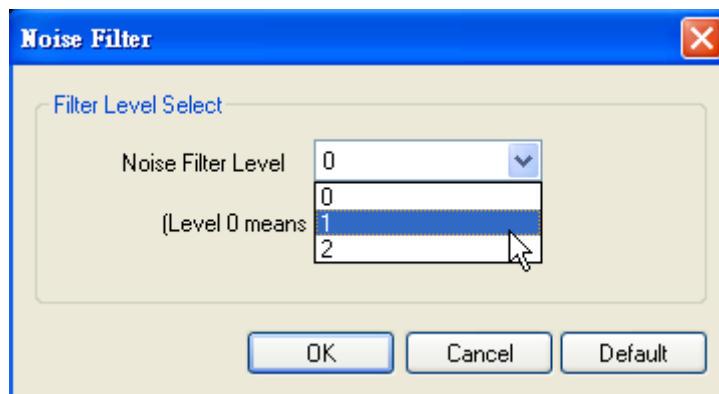 Noise Filter
Filter Level Select
Noise Filter Level 0
0
(Level 0 means 1
2
OK Cancel Default